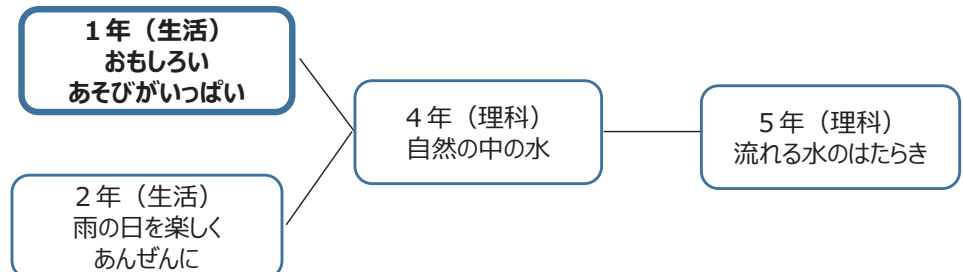 １年（生活）
おもしろい
あそびがいっぱい
２年（生活）
雨の日を楽しく
あんぜんに
４年（理科）
自然の中の水
５年（理科）
流れる水のはたらき